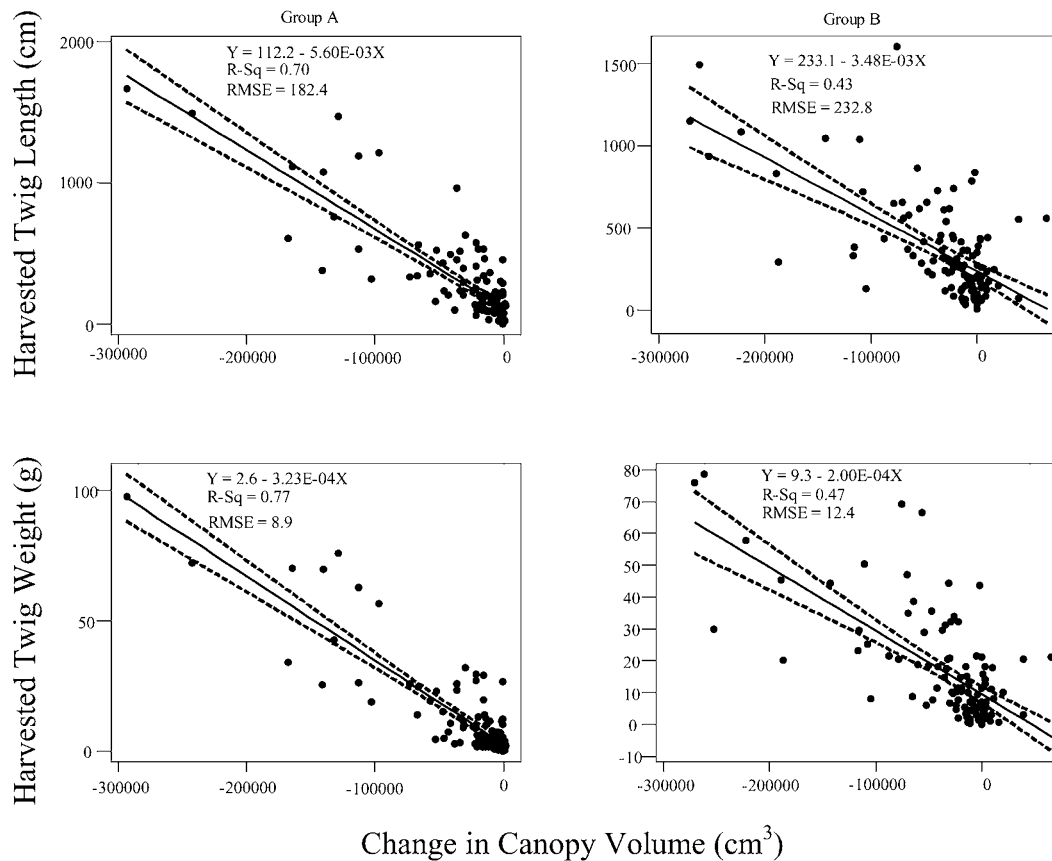 Group A
Group B
Harvested Twig Length (cm)
2000
1000
0
Y = 112.2 - 5.60E-03X
R-Sq = 0.70
RMSE = 182.4
-300000 -200000 -100000 0
1500
1000
500
0
Y = 233.1 - 3.48E-03X
R-Sq = 0.43
RMSE = 232.8
-300000 -200000 -100000 0
Harvested Twig Weight (g)
100
50
0
Y = 2.6 - 3.23E-04X
R-Sq = 0.77
RMSE = 8.9
-300000 -200000 -100000 0
80
70
60
50
40
30
20
10
0
-10
Y = 9.3 - 2.00E-04X
R-Sq = 0.47
RMSE = 12.4
-300000 -200000 -100000 0
Change in Canopy Volume (cm³)